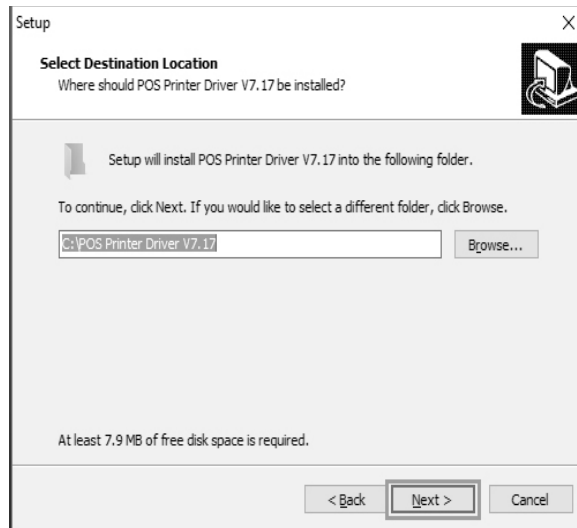 Setup
Select Destination Location
Where should POS Printer Driver V7.17 be installed?
Setup will install POS Printer Driver V7.17 into the following folder.
To continue, click Next. If you would like to select a different folder, click Browse.
C:\POS Printer Driver V7.17
Browse...
At least 7.9 MB of free disk space is required.
< Back
Next >
Cancel